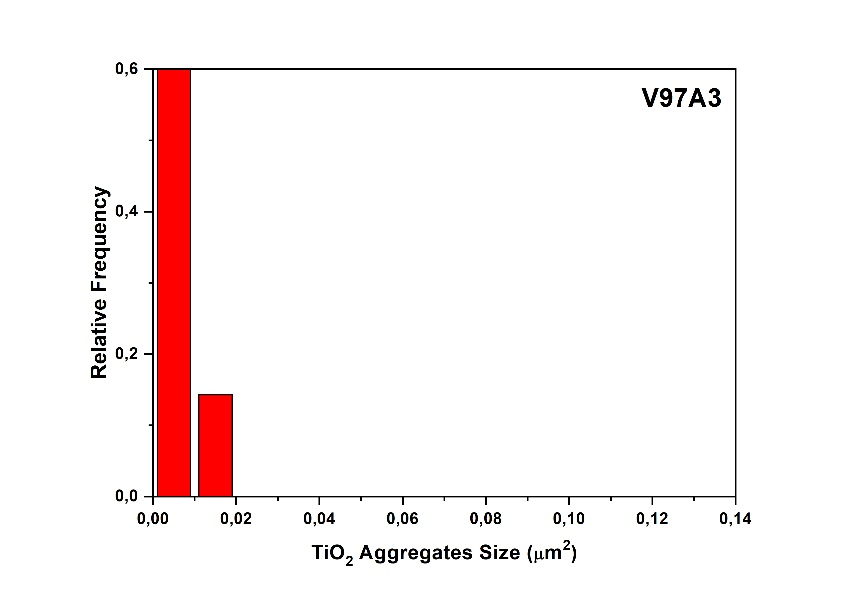 V97A3
0,6
0,4
0,2
0,0
Relative Frequency
0,00 0,02 0,04 0,06 0,08 0,10 0,12 0,14
TiO2 Aggregates Size (μm2)